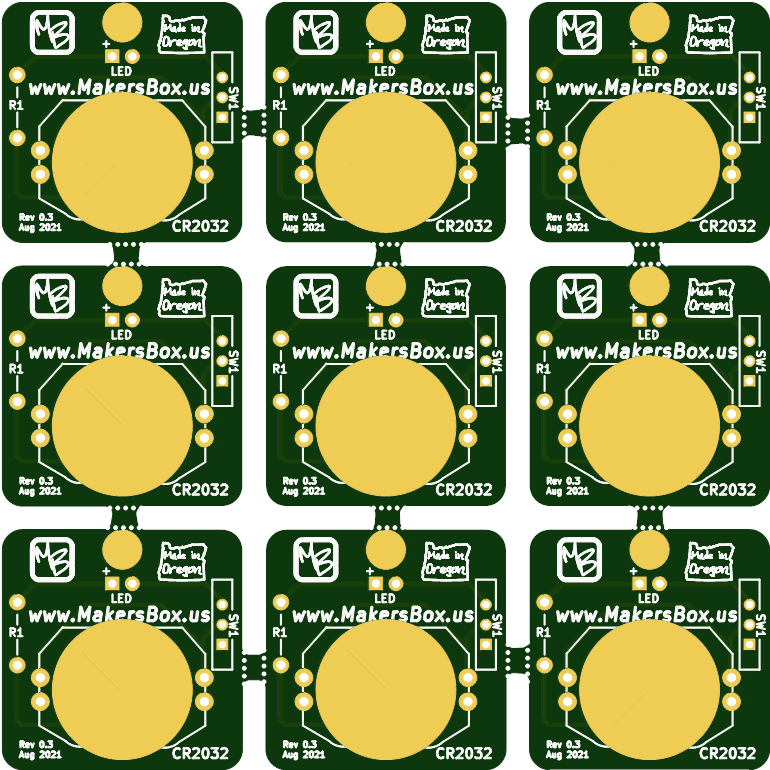 MB Made in MB Made in MB Made in
Oregon Oregon Oregon
+ + +
LED LED LED
www.MakersBox.us www.MakersBox.us www.MakersBox.us
R1 SW1 R1 SW1 R1 SW1
Rev 0.3 Rev 0.3 Rev 0.3
Aug 2021 CR2032 Aug 2021 CR2032 Aug 2021 CR2032
MB Made in MB Made in MB Made in
Oregon Oregon Oregon
+ + +
LED LED LED
www.MakersBox.us www.MakersBox.us www.MakersBox.us
R1 SW1 R1 SW1 R1 SW1
Rev 0.3 Rev 0.3 Rev 0.3
Aug 2021 CR2032 Aug 2021 CR2032 Aug 2021 CR2032
MB Made in MB Made in MB Made in
Oregon Oregon Oregon
+ + +
LED LED LED
www.MakersBox.us www.MakersBox.us www.MakersBox.us
R1 SW1 R1 SW1 R1 SW1
Rev 0.3 Rev 0.3 Rev 0.3
Aug 2021 CR2032 Aug 2021 CR2032 Aug 2021 CR2032